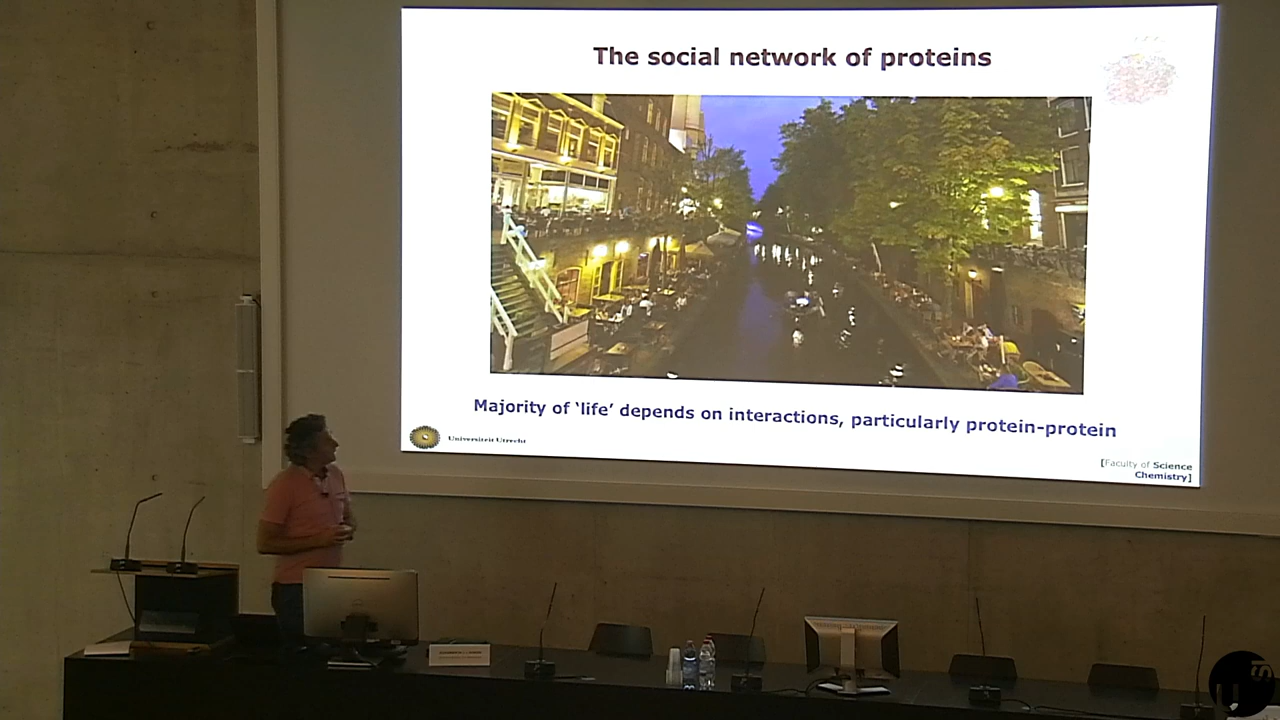 The social network of proteins
Majority of ‘life’ depends on interactions, particularly protein-protein
Universiteit Utrecht
[Faculty of Science
Chemistry]